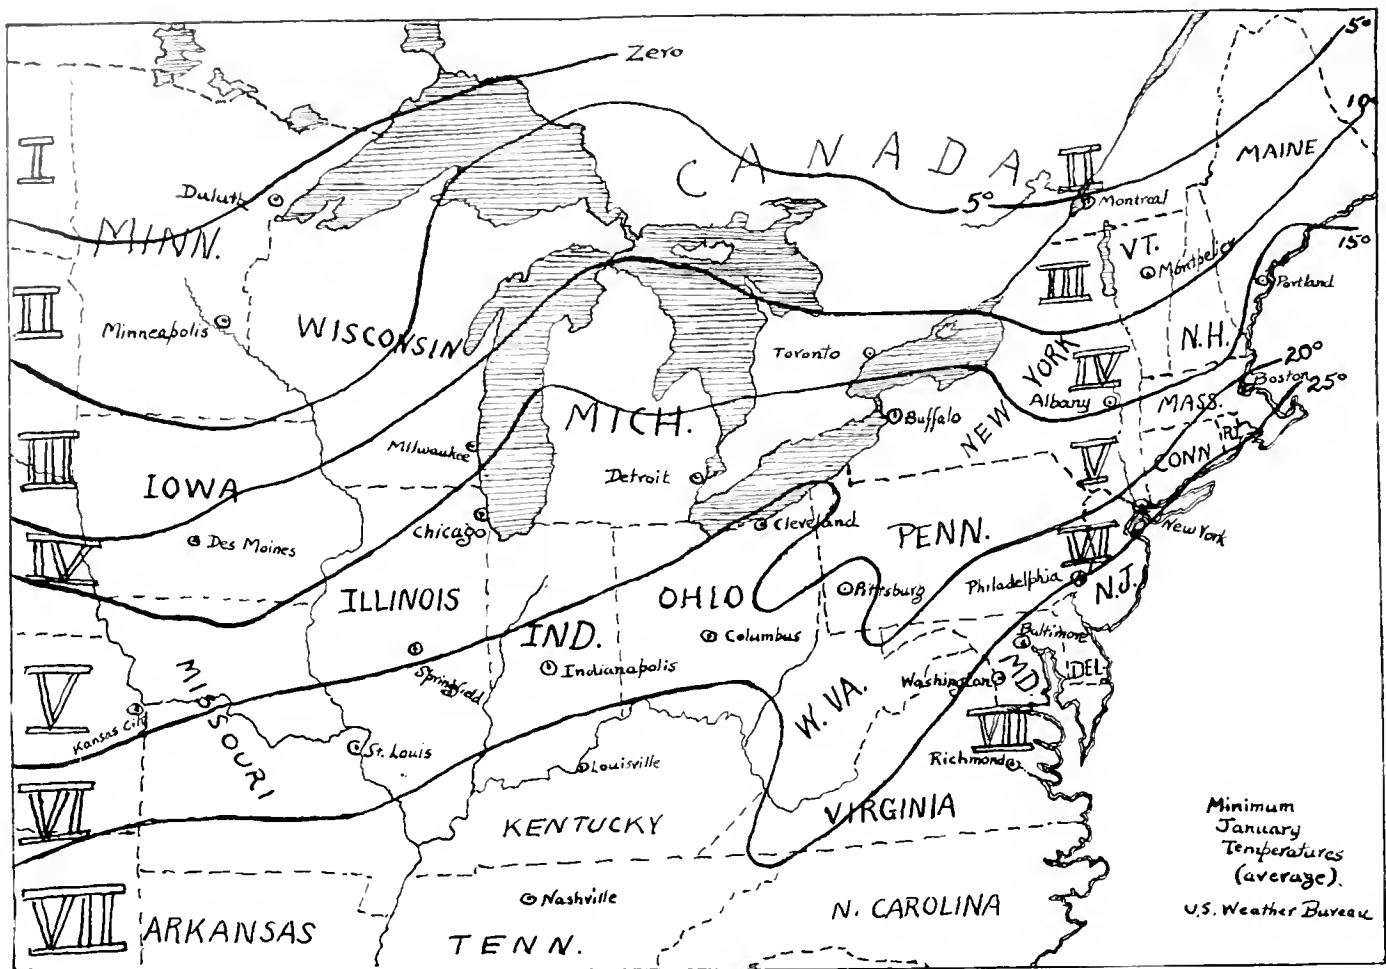 Zero
5°
10
CANADA
MAINE
I
II
Duluth
Montreal
5°
MINN.
VT.
15°
Montpelier
III
Portland
II
Minneapolis
WISCONSIN
Toronto
N.H.
YORK
IV
20°
Boston
25°
Albany
MASS.
MICH.
Buffalo
NEW
R.I.
Milwaukee
III
V
CONN
IOWA
Detroit
Chicago
Cleveland
New York
PENN.
Des Moines
IV
VI
Philadelphia
N.J.
ILLINOIS
OHIO
Pittsburg
IND.
Columbus
Baltimore
Indianapolis
Springfield
MD.
DEL.
Washington
W. VA.
MISSOURI
V
Kansas City
VII
St. Louis
Louisville
Richmond
VI
KENTUCKY
VIRGINIA
Minimum
January
Temperatures
(average).
U.S. Weather Bureau
Nashville
N. CAROLINA
VII
ARKANSAS
TENN.